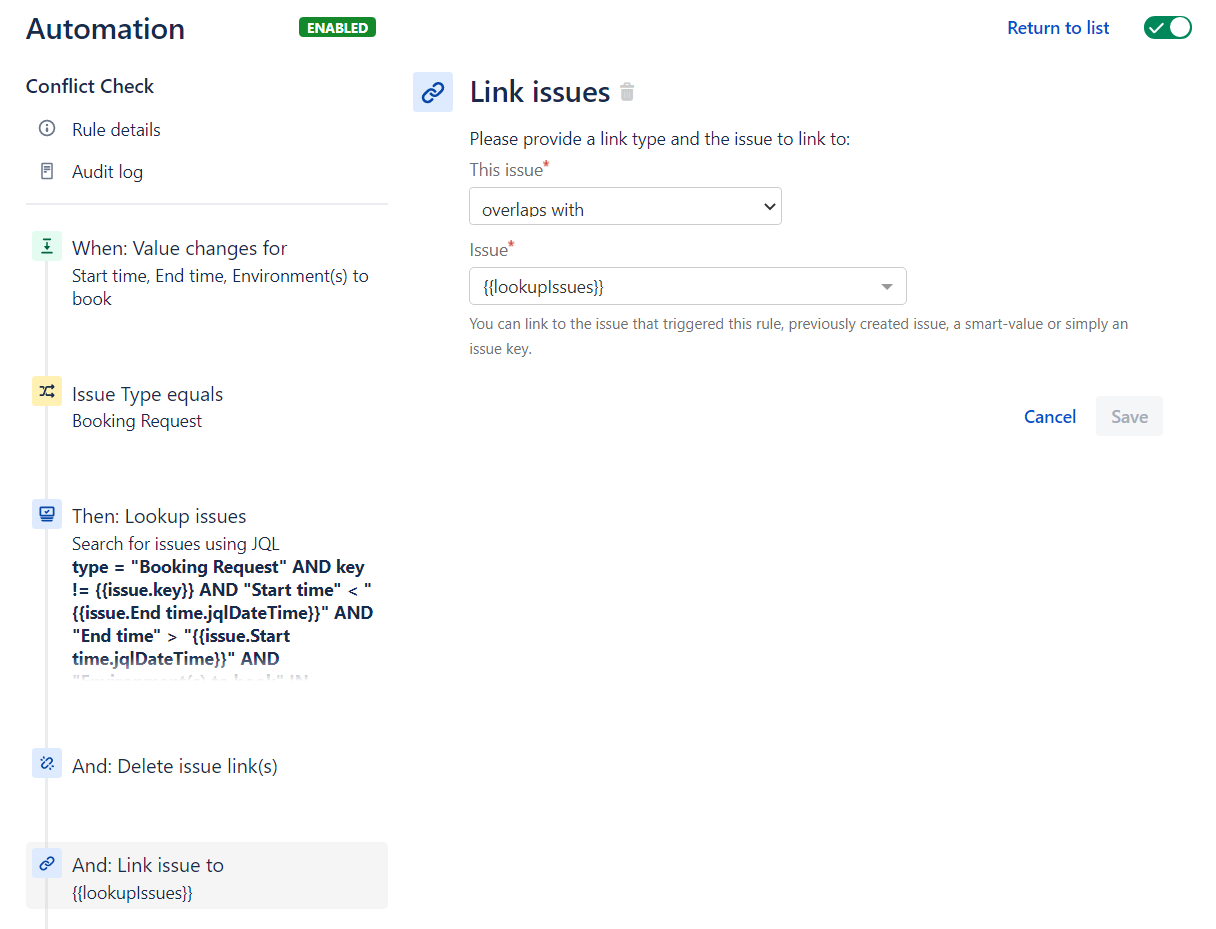 Automation
ENABLED
Return to list
Conflict Check
Rule details
Audit log
When: Value changes for
Start time, End time, Environment(s) to
book
Issue Type equals
Booking Request
Then: Lookup issues
Search for issues using JQL
type = "Booking Request" AND key
!= {{issue.key}} AND "Start time" < "
{{issue.End time.jqlDateTime}}" AND
"End time" > "{{issue.Start
time.jqlDateTime}}" AND
"Environment(s) to book" IN
And: Delete issue link(s)
And: Link issue to
{{lookupIssues}}
Link issues
Please provide a link type and the issue to link to:
This issue*
overlaps with
Issue*
{{lookupIssues}}
You can link to the issue that triggered this rule, previously created issue, a smart-value or simply an
issue key.
Cancel
Save